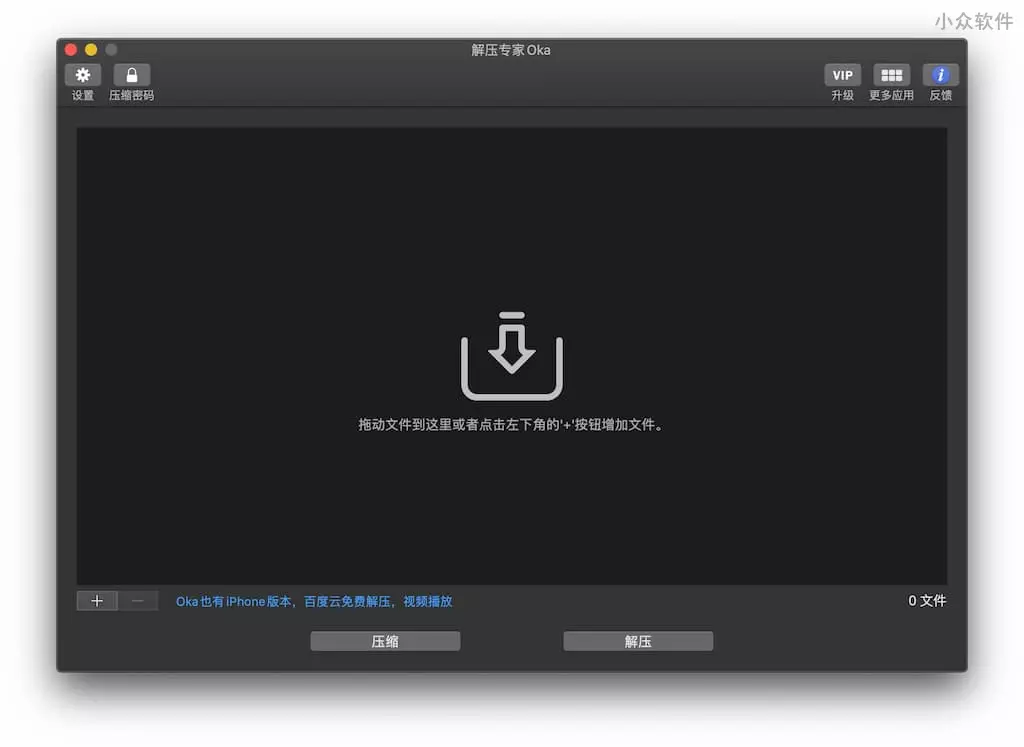 小众软件
解压专家Oka
VIP
设置
压缩密码
升级
更多应用
反馈
拖动文件到这里或者点击左下角的'+'按钮增加文件。
Oka也有iPhone版本，百度云免费解压，视频播放
0 文件
压缩
解压